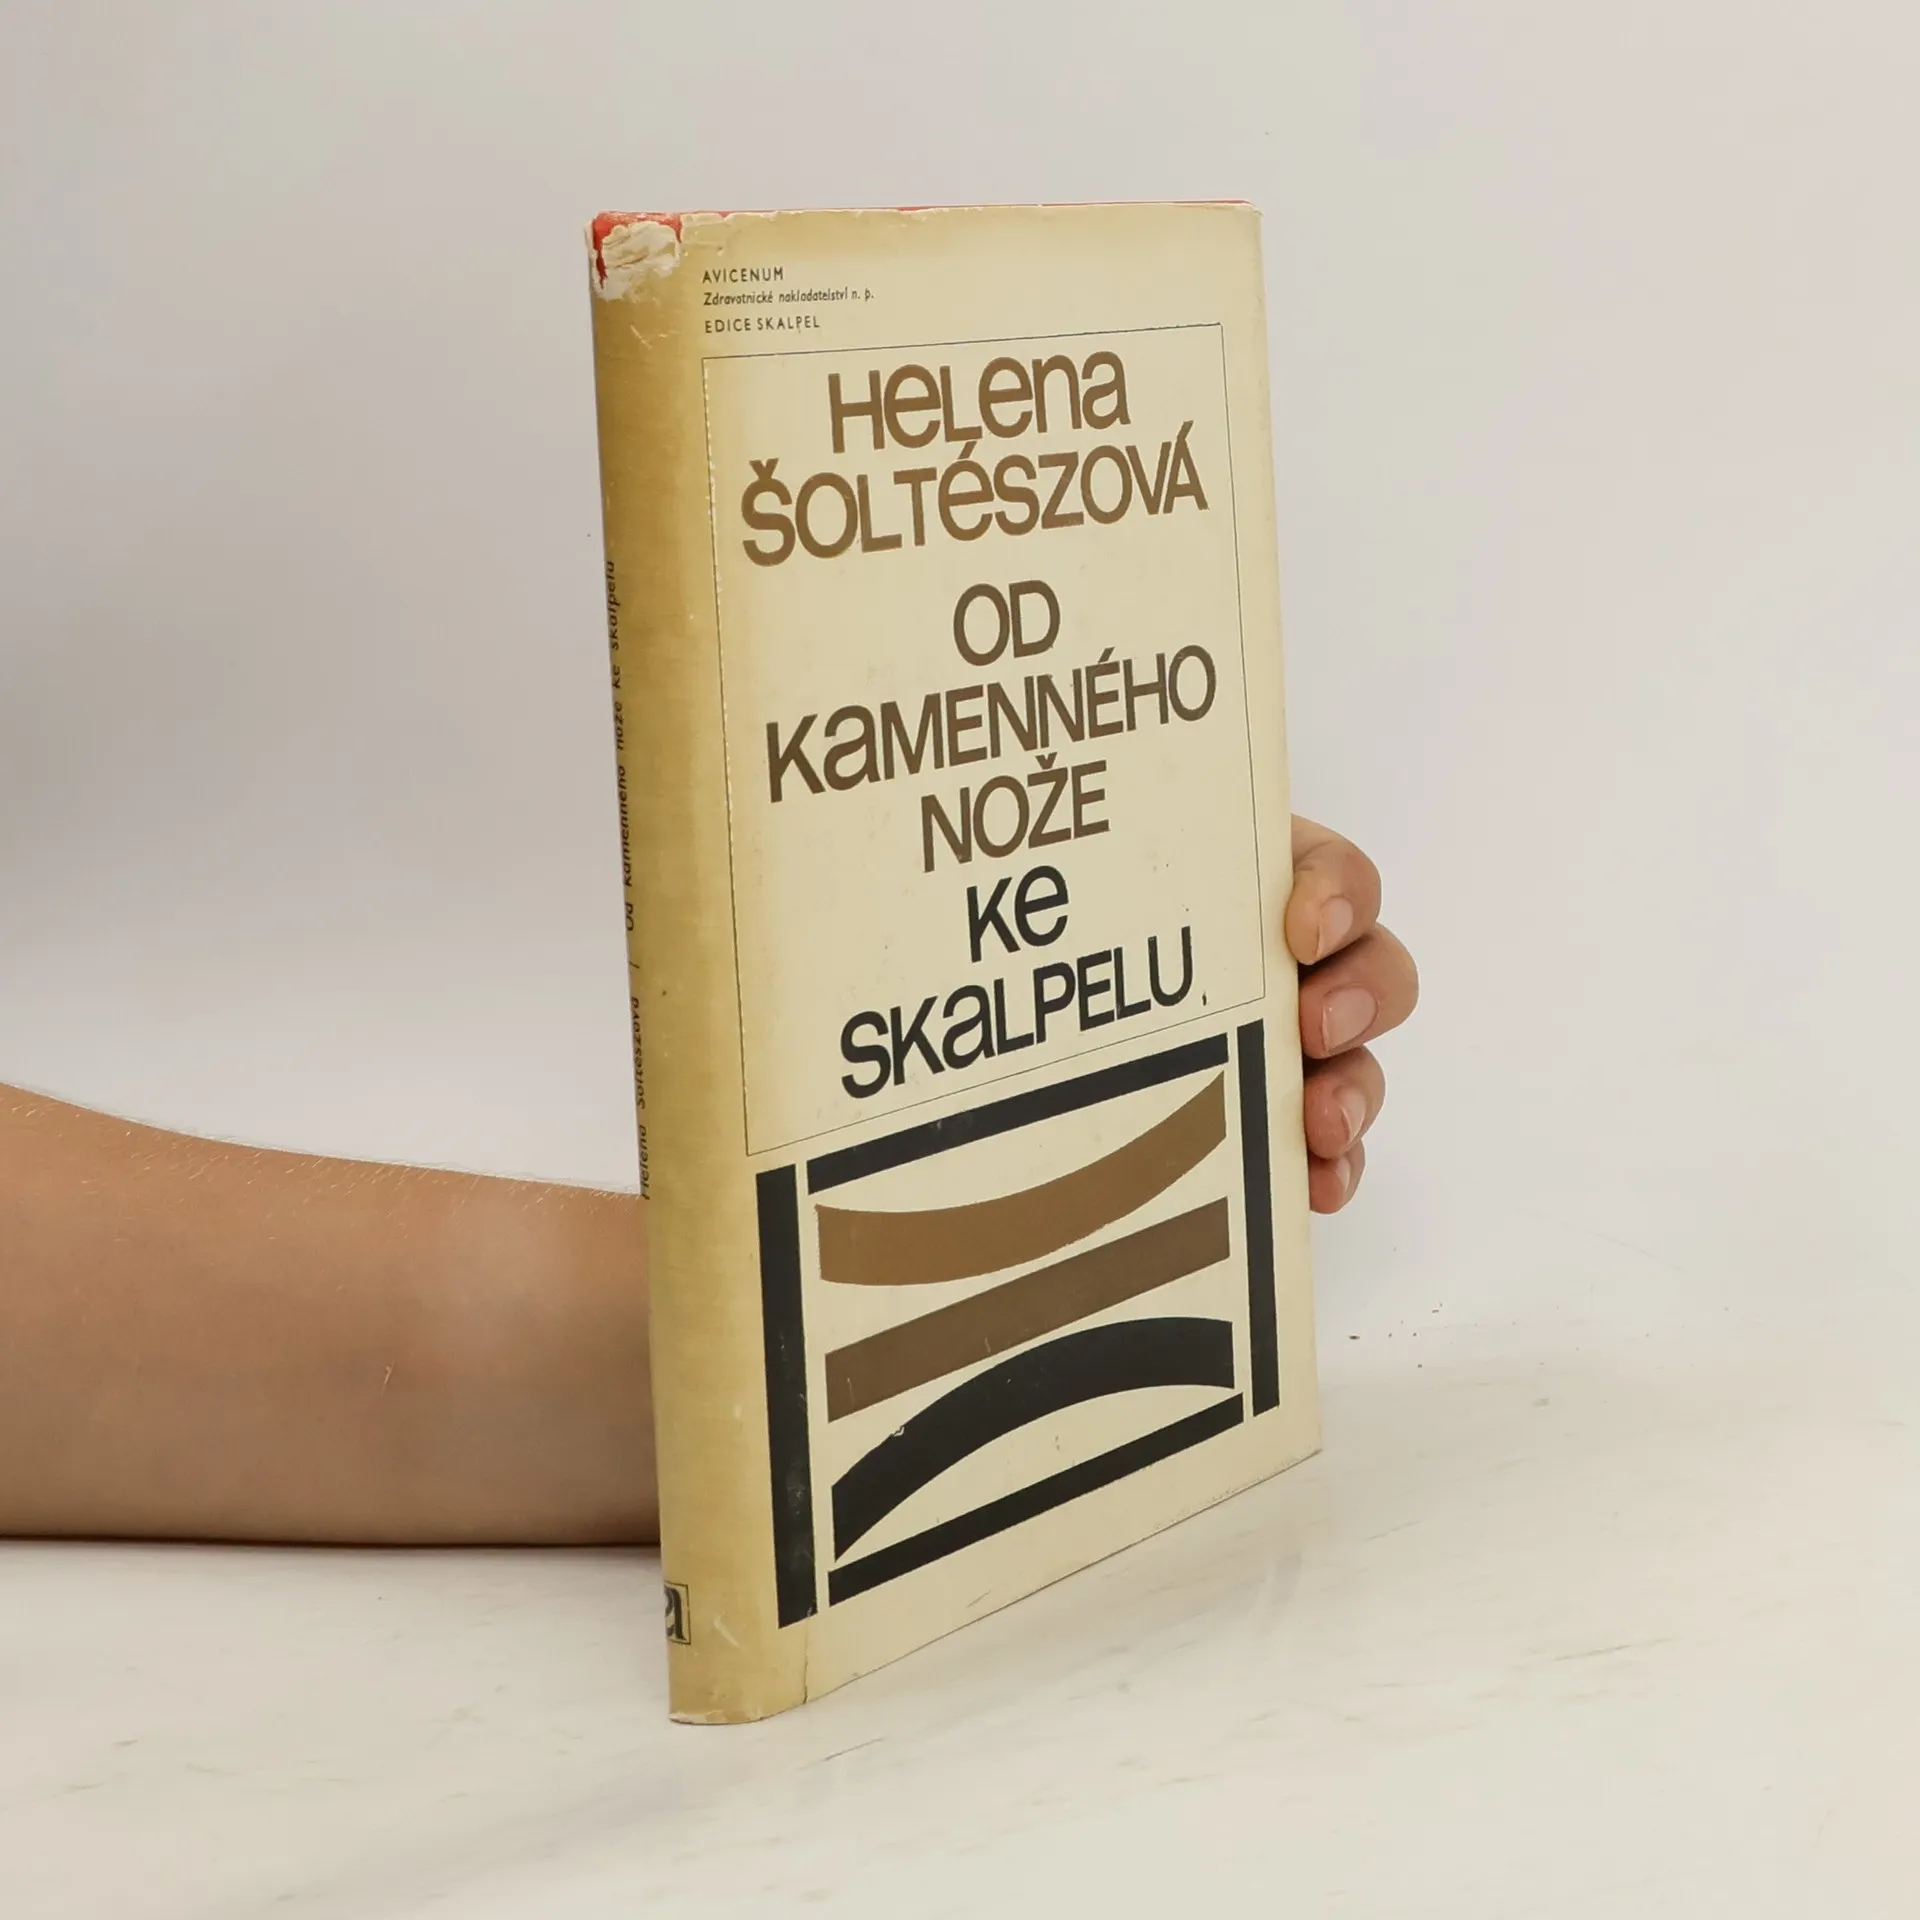 AVICENUM
Zdravotnické nakladatelství n. p.
EDICE SKALPEL
Helena
Šoltészová
OD
KAMENNÉHO
NOŽE
Ke
SKALPELU
Helena Šoltészová / Od kamenného nože ke skalpelu
a